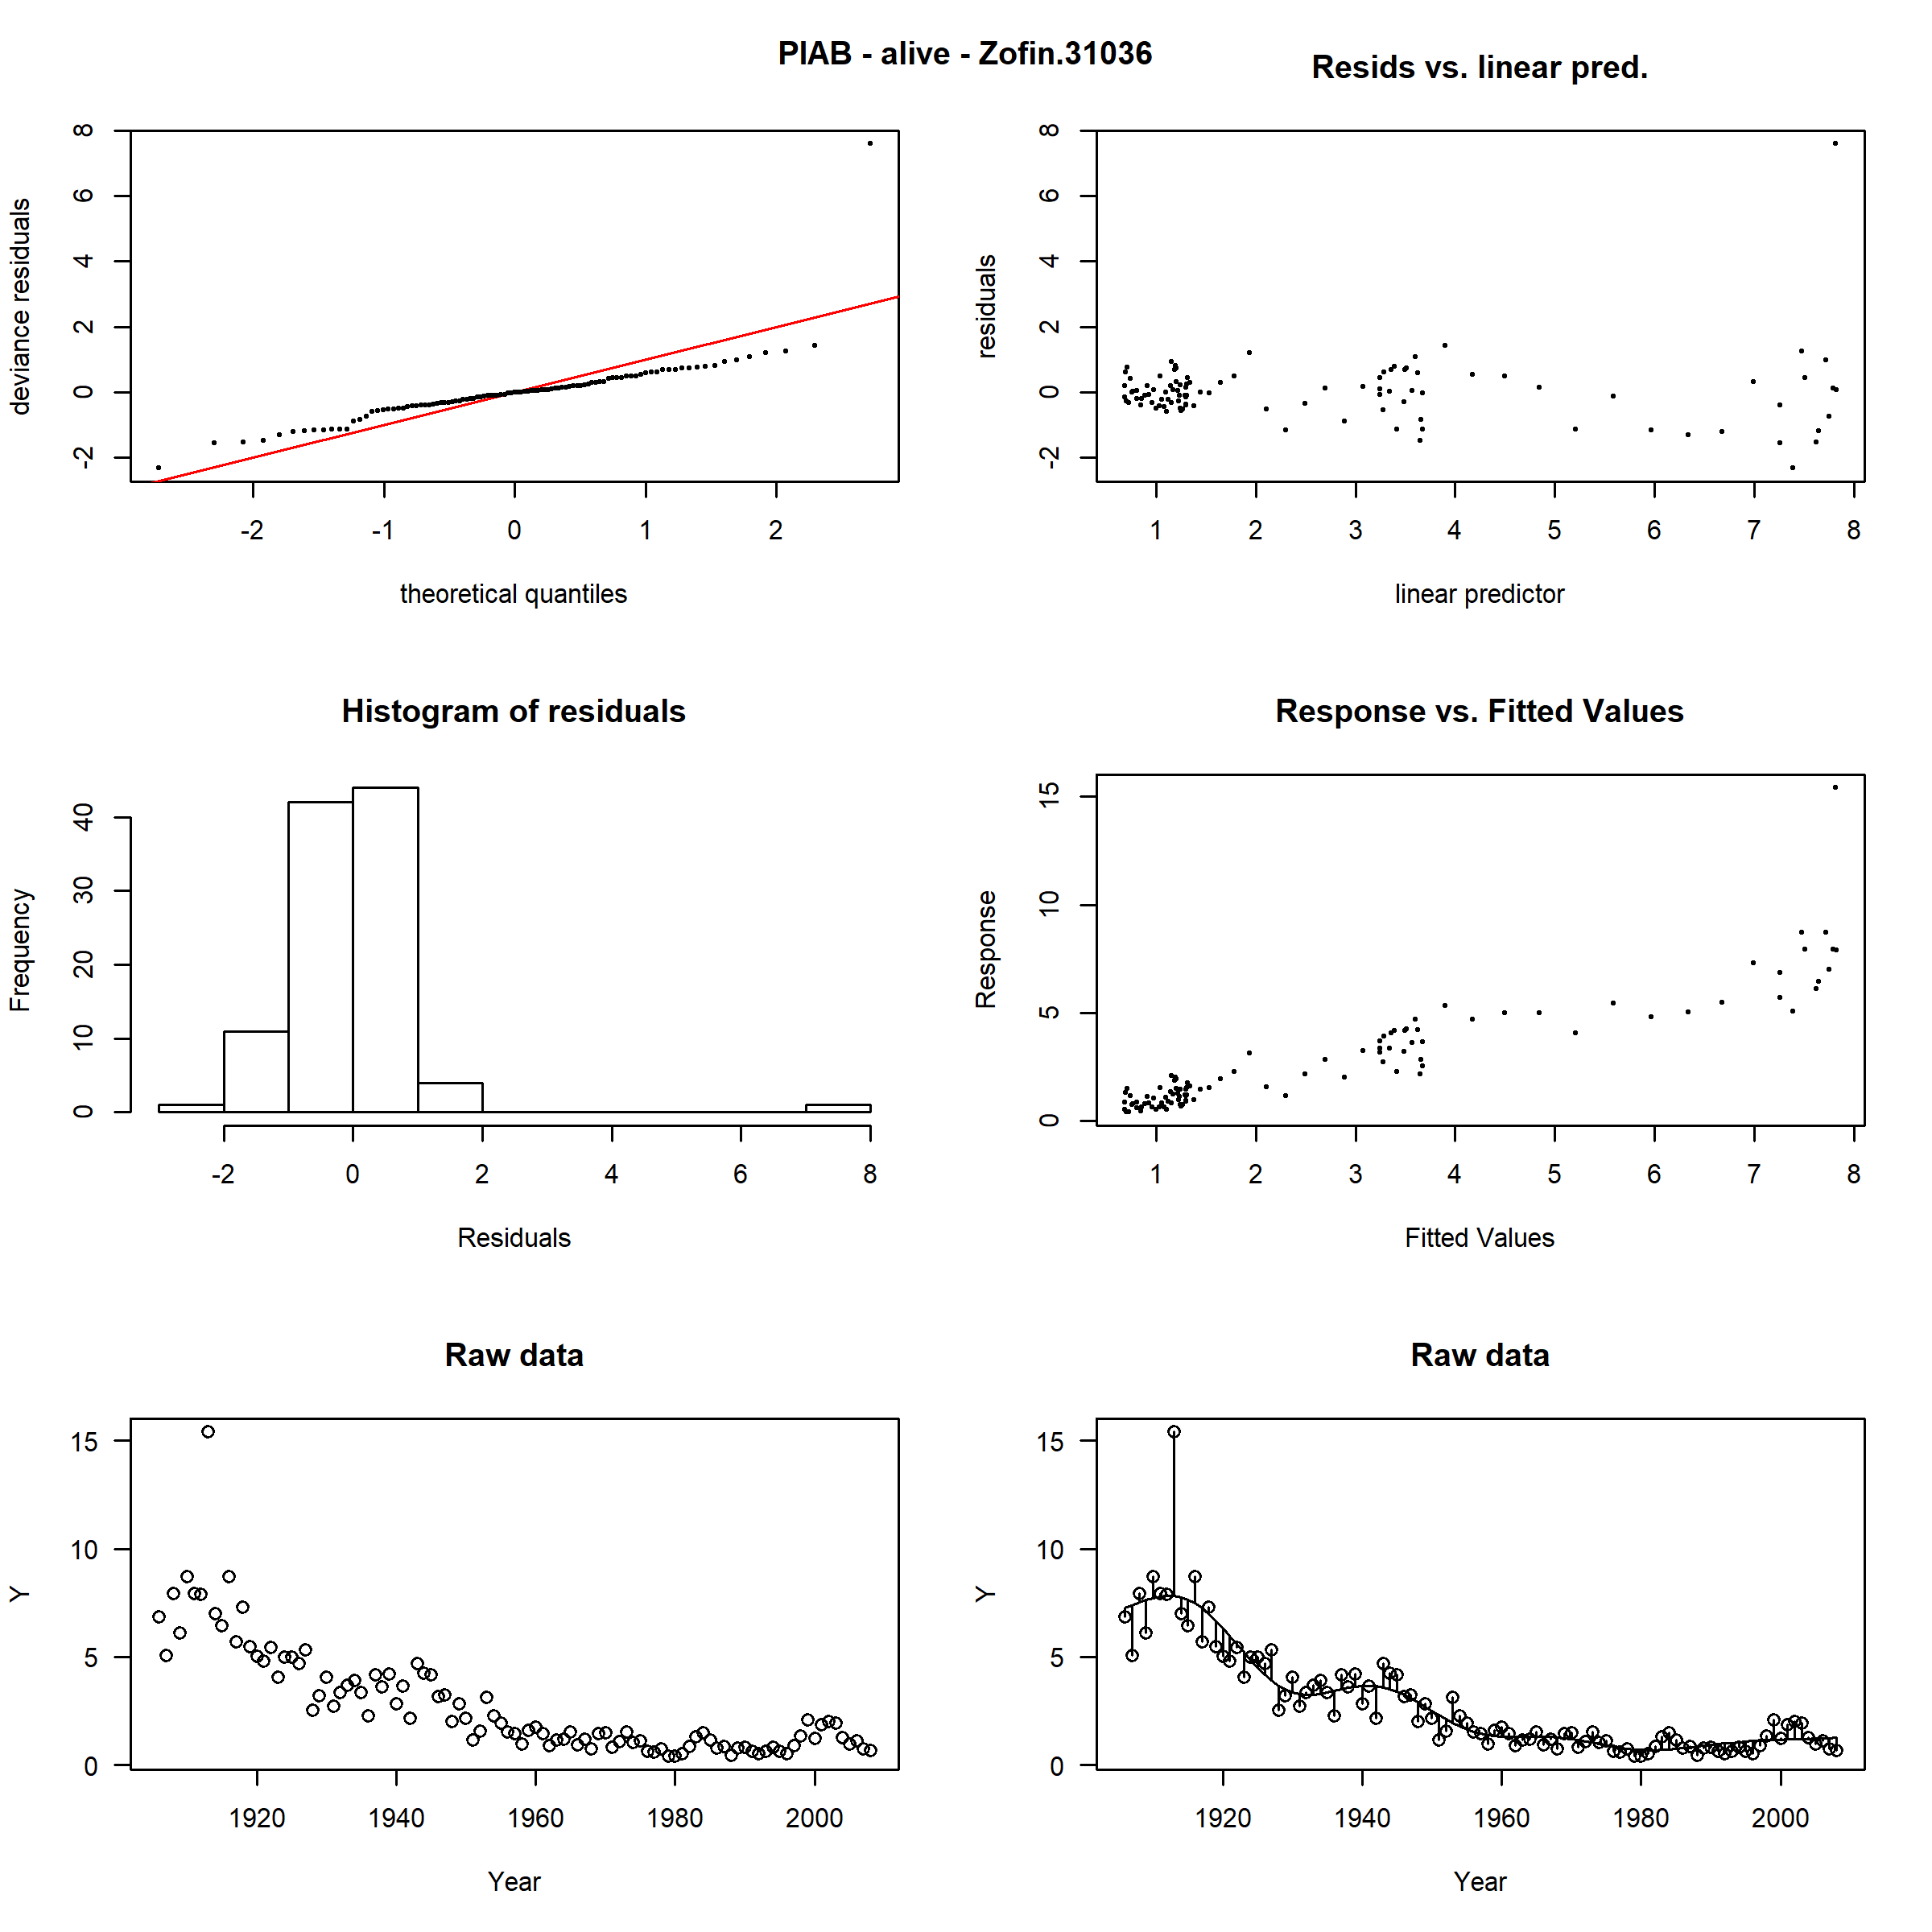 PIAB - alive - Zofin.31036
Resids vs. linear pred.
deviance residuals
-2 0 2 4 6 8
-2 -1 0 1 2
theoretical quantiles
residuals
-2 0 2 4 6 8
1 2 3 4 5 6 7 8
linear predictor
Histogram of residuals
Frequency
0 10 20 30 40
-2 0 2 4 6 8
Residuals
Response vs. Fitted Values
Response
0 5 10 15
1 2 3 4 5 6 7 8
Fitted Values
Raw data
Y
0 5 10 15
1920 1940 1960 1980 2000
Year
Raw data
Y
0 5 10 15
1920 1940 1960 1980 2000
Year